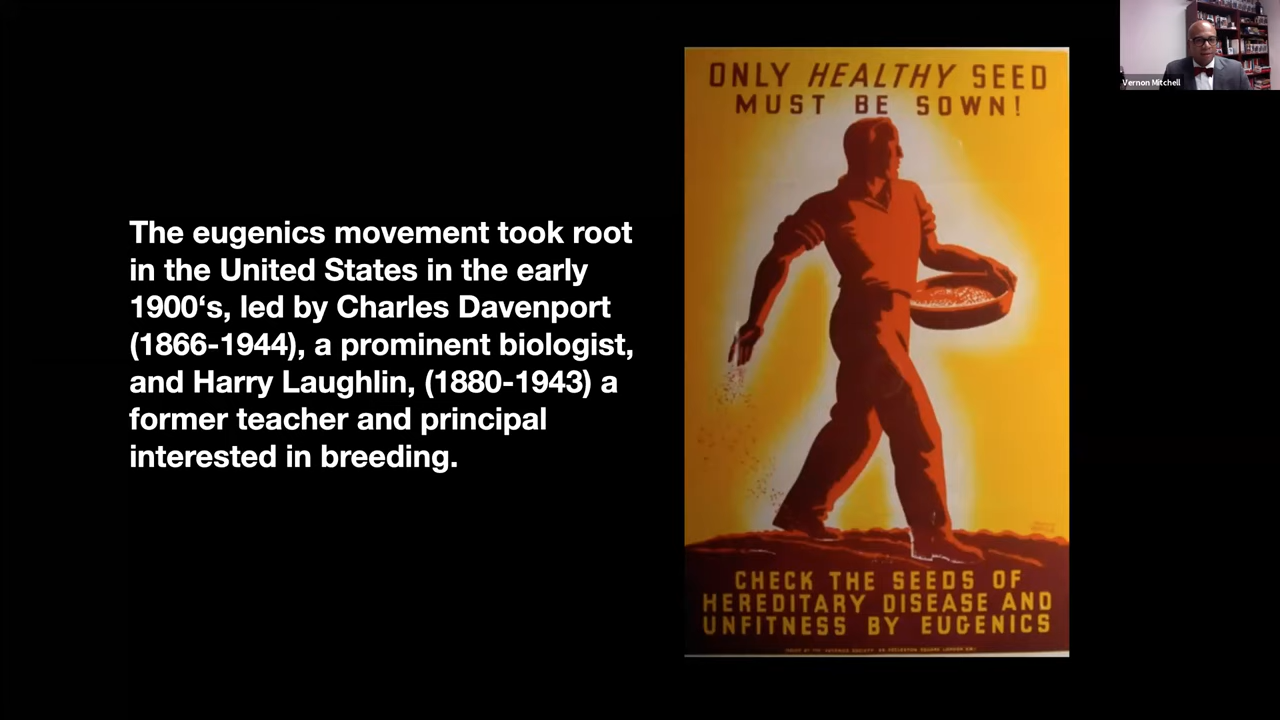 Vernon Mitchell
The eugenics movement took root
in the United States in the early
1900‘s, led by Charles Davenport
(1866-1944), a prominent biologist,
and Harry Laughlin, (1880-1943) a
former teacher and principal
interested in breeding.
ONLY HEALTHY SEED
MUST BE SOWN!
CHECK THE SEEDS OF
HEREDITARY DISEASE AND
UNFITNESS BY EUGENICS